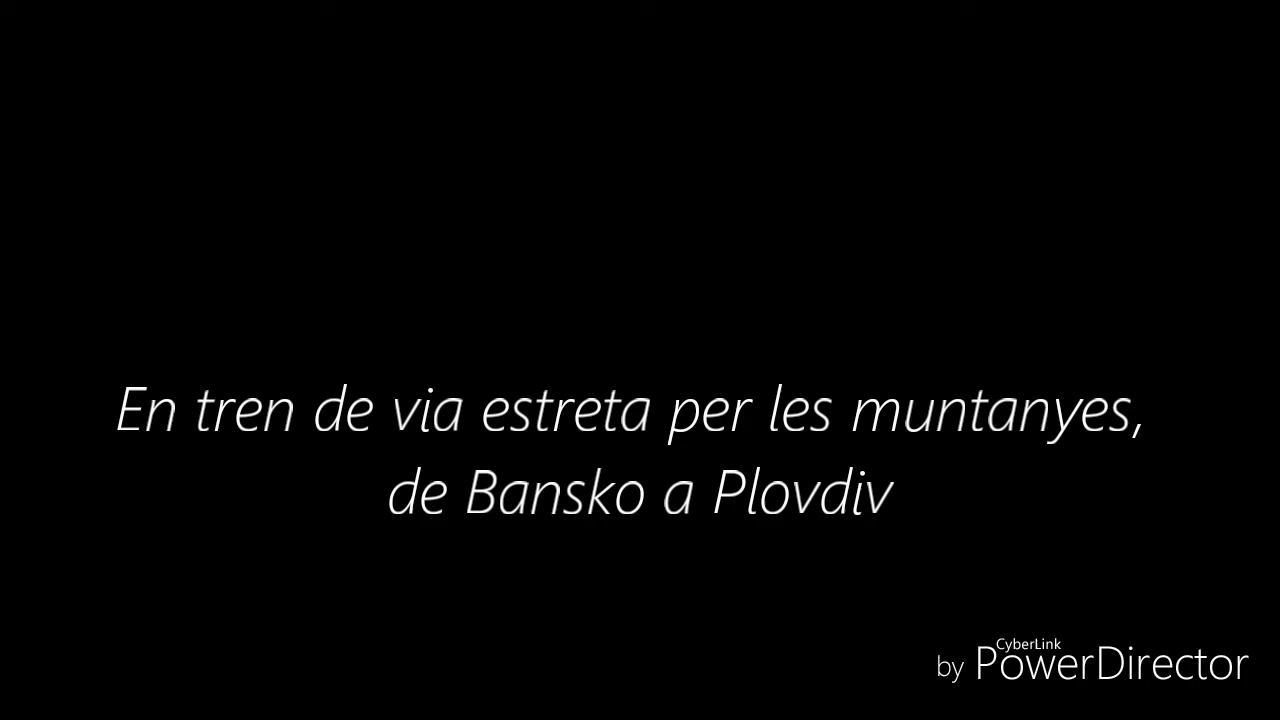 En tren de via estreta per les muntanyes,
de Bansko a Plovdiv
CyberLink
by PowerDirector